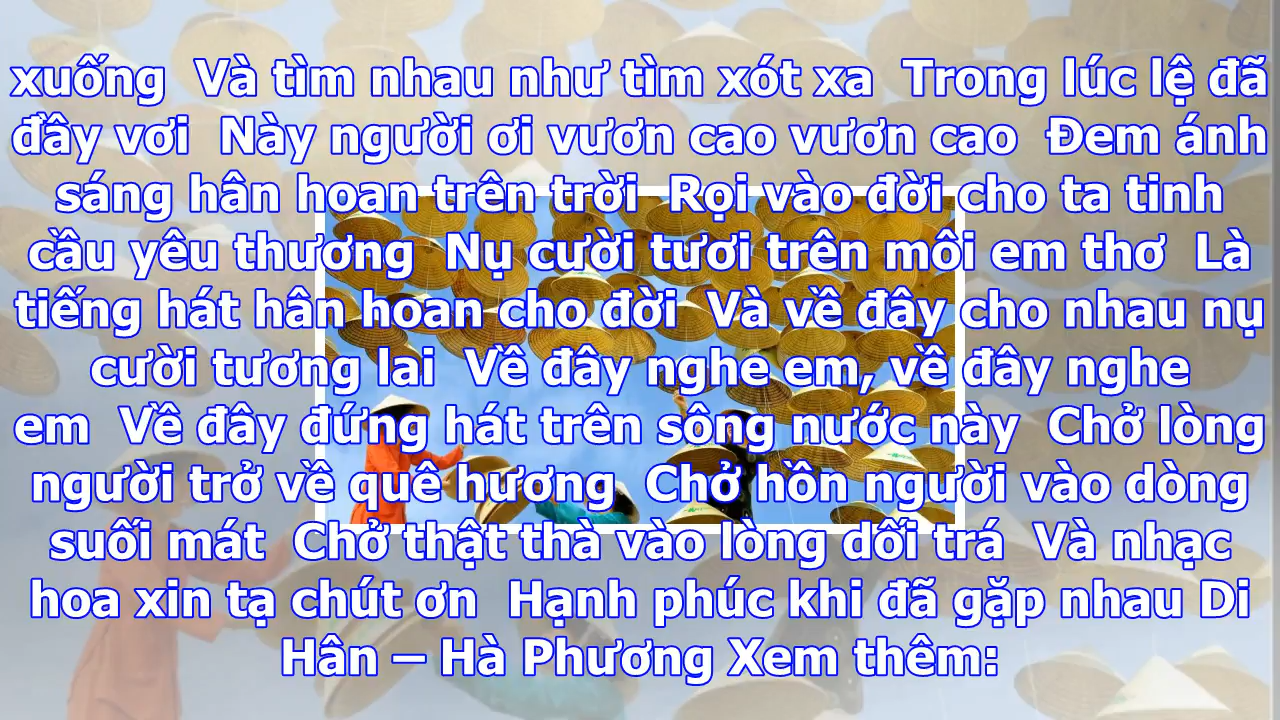 xuống Và tìm nhau như tìm xót xa Trong lúc lệ đã
đây vơi Này người ơi vươn cao vươn cao Đem ánh
sáng hân hoan trên trời Rọi vào đời cho ta tinh
cầu yêu thương Nụ cười tươi trên môi em thơ Là
tiếng hát hân hoan cho đời Và về đây cho nhau nụ
cười tương lai Về đây nghe em, về đây nghe
em Về đây đứng hát trên sông nước này Chở lòng
người trở về quê hương Chở hồn người vào dòng
suối mát Chở thật thà vào lòng dối trá Và nhạc
hoa xin tạ chút ơn Hạnh phúc khi đã gặp nhau Di
Hân – Hà Phương Xem thêm: